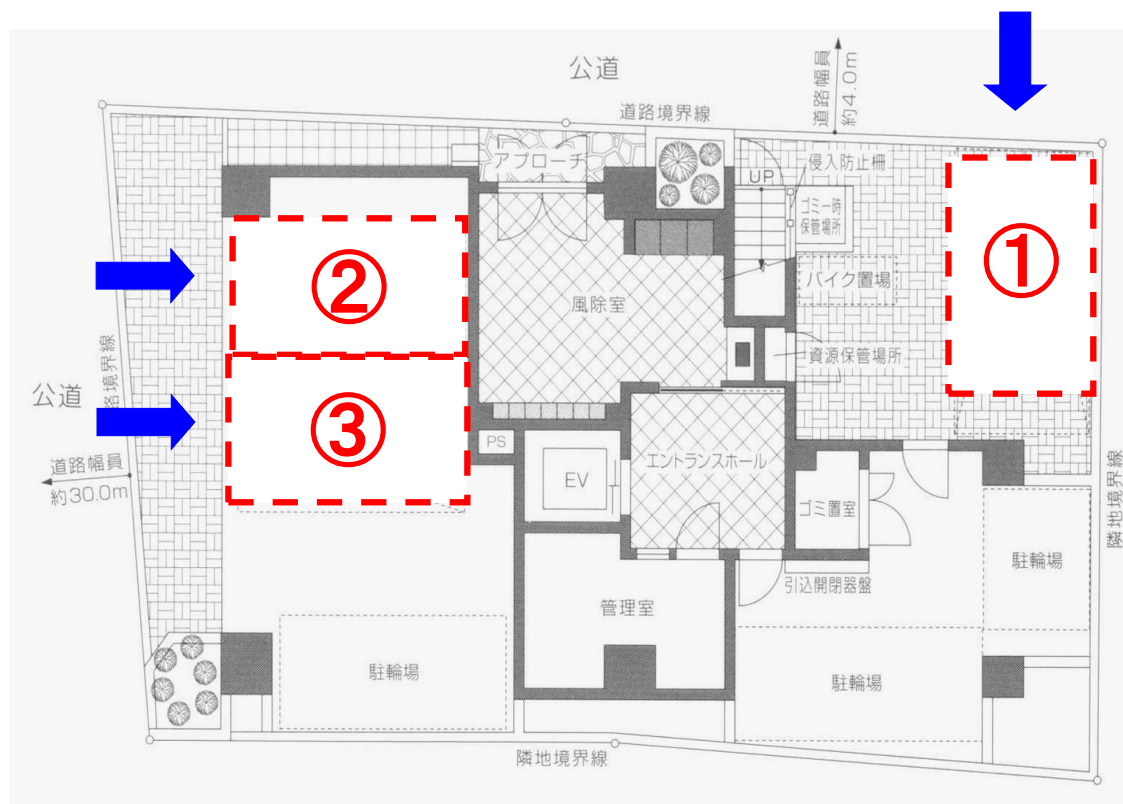 公道
道路境界線
道路幅員
約4.0m
アプローチ
UP
侵入防止柵
ゴミ一時
保管場所
①
②
バイク置場
風除室
道路境界線
資源保管場所
公道
③
PS
エントランスホール
EV
道路幅員
約30.0m
ゴミ置室
隣地境界線
駐輪場
引込開閉器盤
管理室
駐輪場
駐輪場
隣地境界線